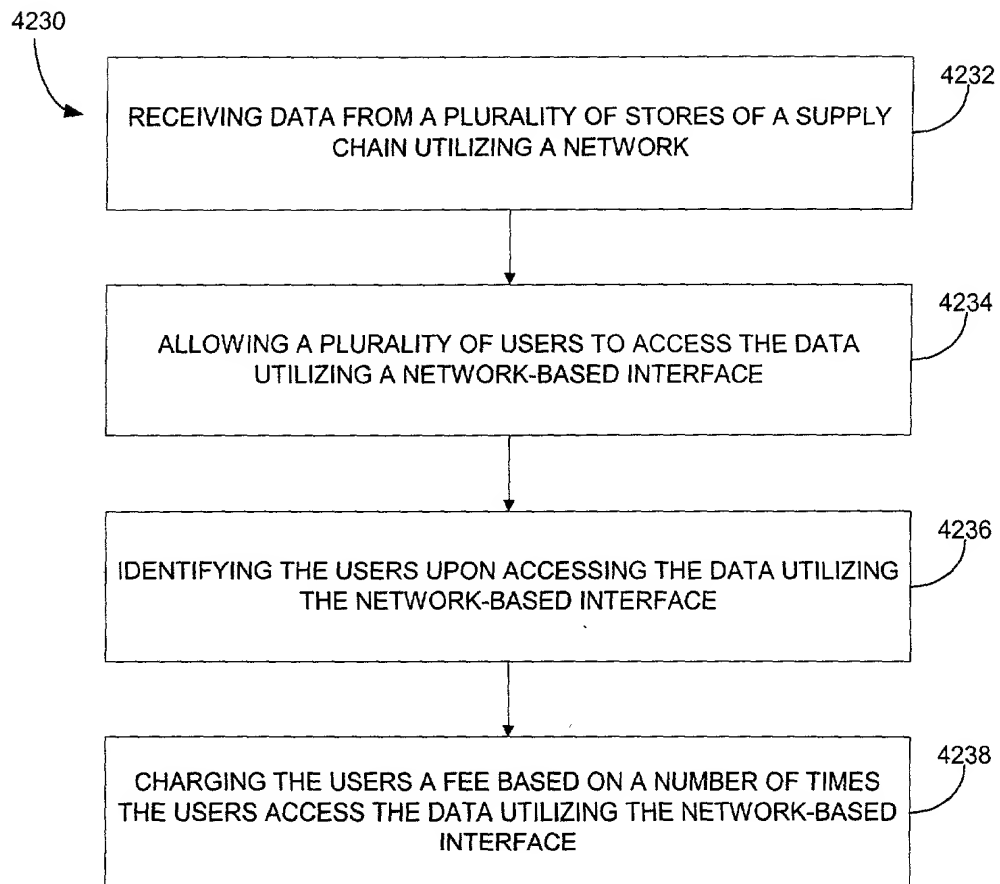 4230
4232
RECEIVING DATA FROM A PLURALITY OF STORES OF A SUPPLY
CHAIN UTILIZING A NETWORK
4234
ALLOWING A PLURALITY OF USERS TO ACCESS THE DATA
UTILIZING A NETWORK-BASED INTERFACE
4236
IDENTIFYING THE USERS UPON ACCESSING THE DATA UTILIZING
THE NETWORK-BASED INTERFACE
4238
CHARGING THE USERS A FEE BASED ON A NUMBER OF TIMES
THE USERS ACCESS THE DATA UTILIZING THE NETWORK-BASED
INTERFACE